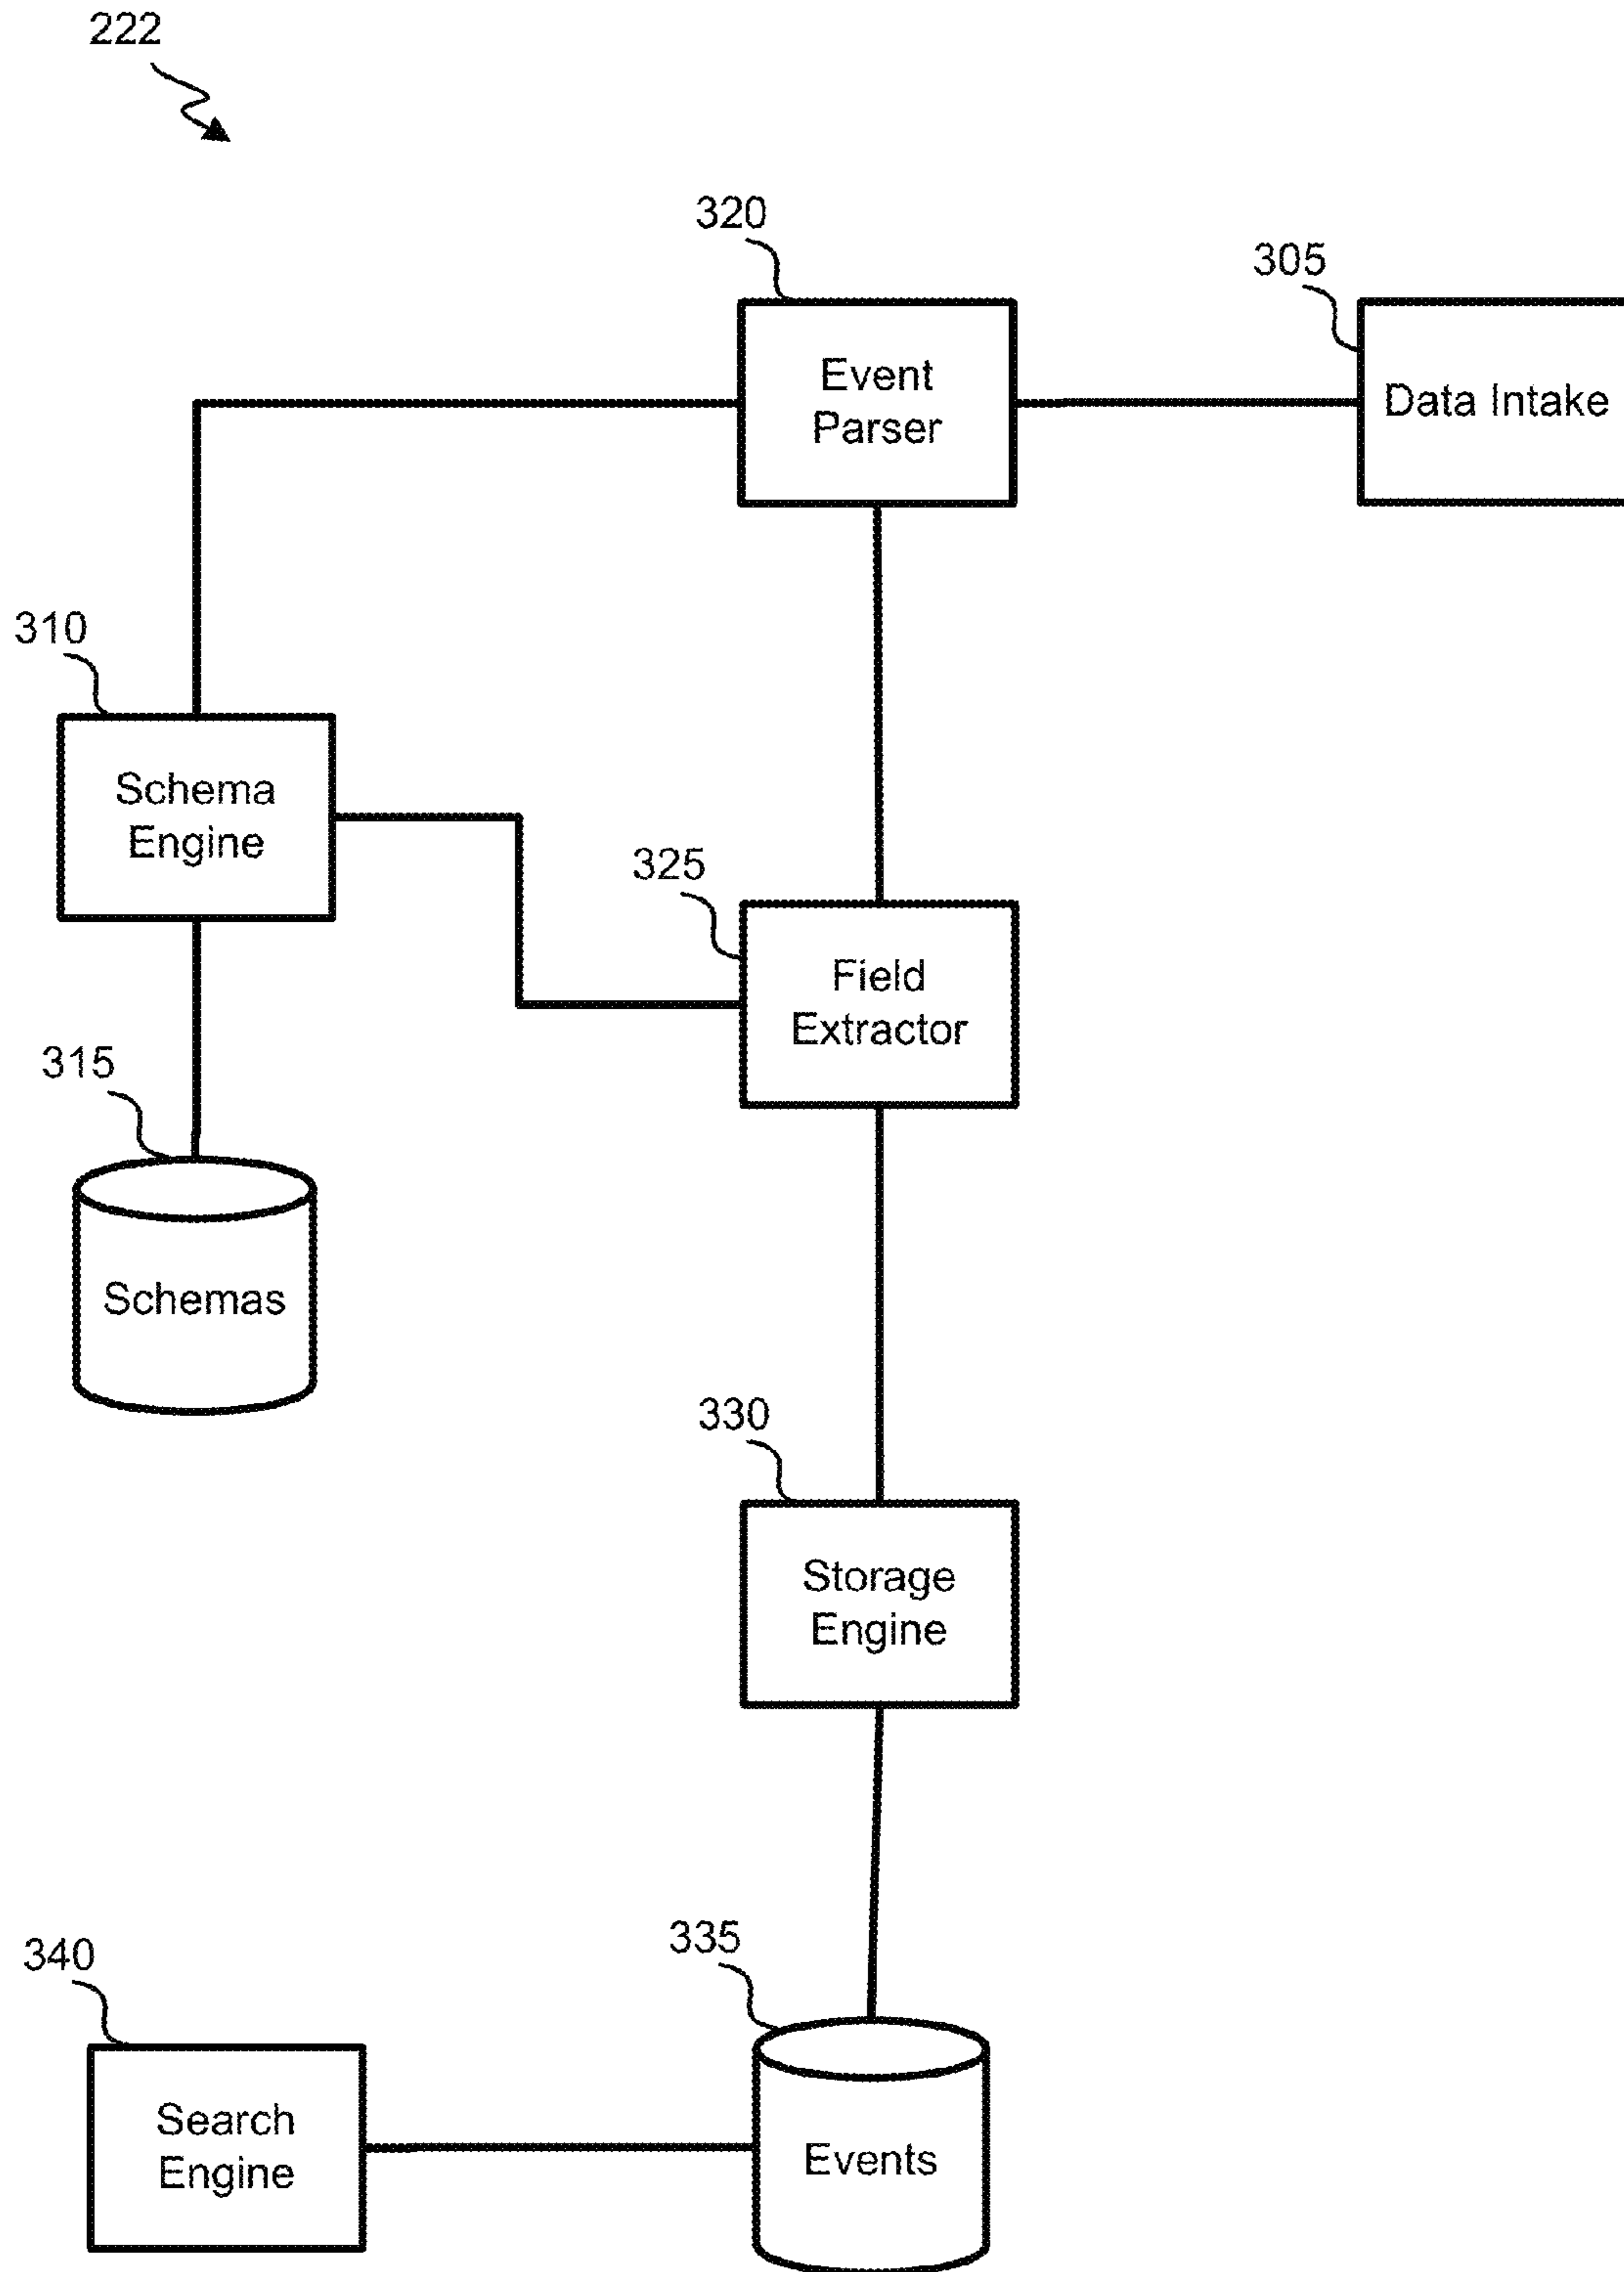 222
320
305
Event
Parser
Data Intake
310
Schema
Engine
325
Field
Extractor
315
Schemas
330
Storage
Engine
340
335
Search
Engine
Events